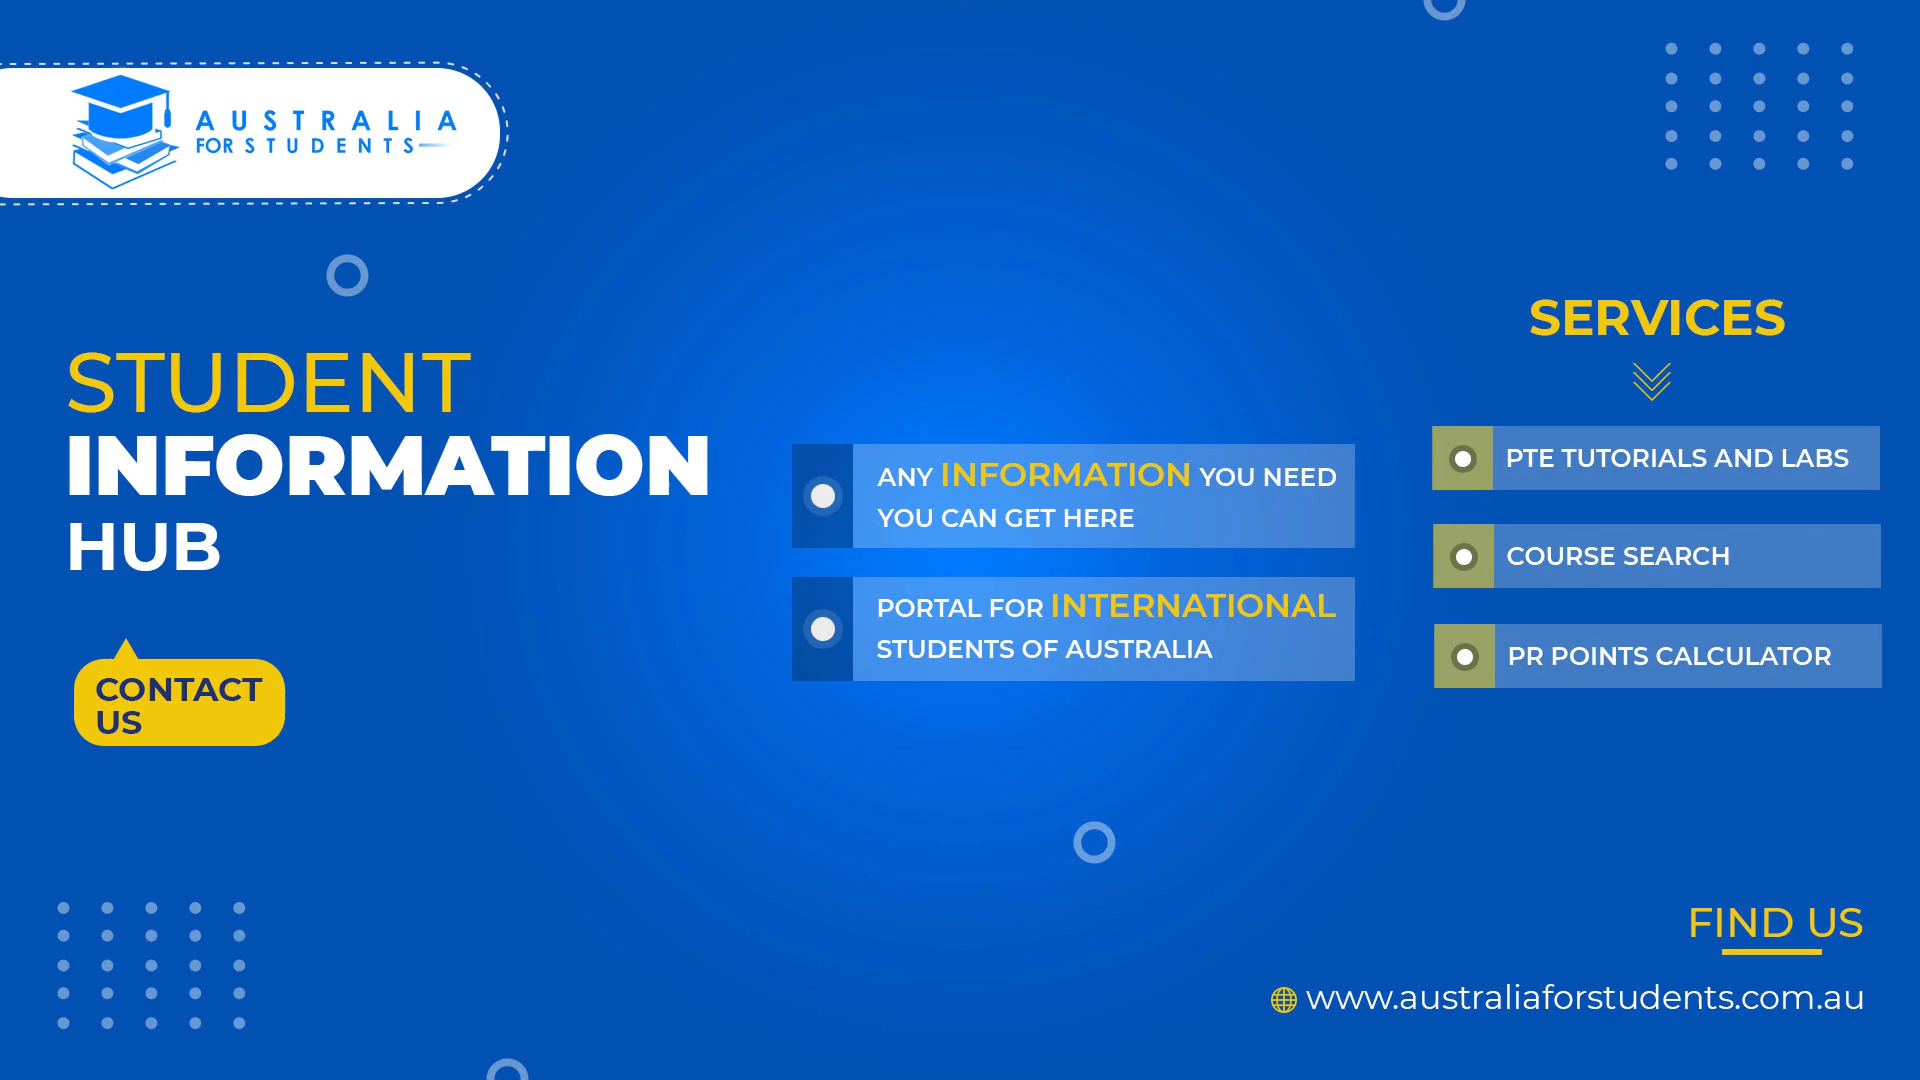 AUSTRALIA
FOR STUDENTS
STUDENT
INFORMATION
HUB
CONTACT
US
ANY INFORMATION YOU NEED
YOU CAN GET HERE
PORTAL FOR INTERNATIONAL
STUDENTS OF AUSTRALIA
SERVICES
PTE TUTORIALS AND LABS
COURSE SEARCH
PR POINTS CALCULATOR
FIND US
www.australiaforstudents.com.au